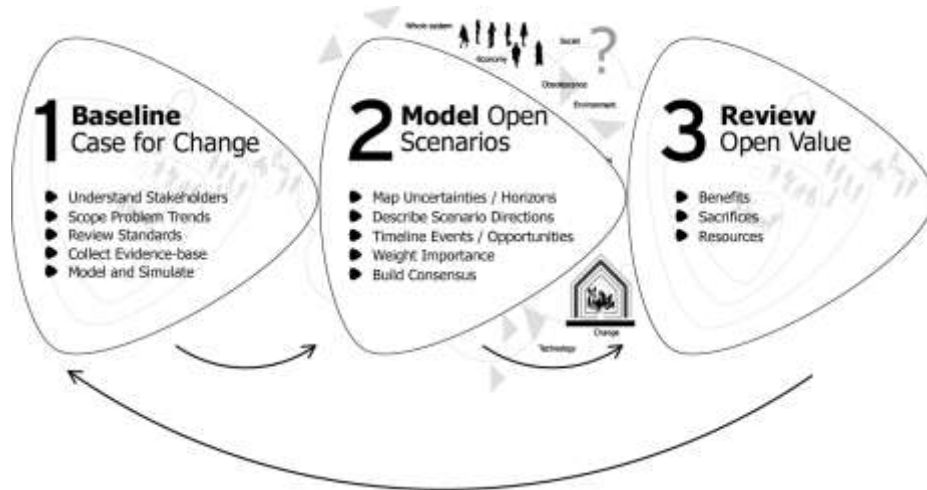 Whole system
Social
?
Economy
Obsolescence
Environment
1 Baseline
Case for Change
Understand Stakeholders
Scope Problem Trends
Review Standards
Collect Evidence-base
Model and Simulate
2 Model Open
Scenarios
Map Uncertainties / Horizons
Describe Scenario Directions
Timeline Events / Opportunities
Weight Importance
Build Consensus
3 Review
Open Value
Benefits
Sacrifices
Resources
Change
Technology